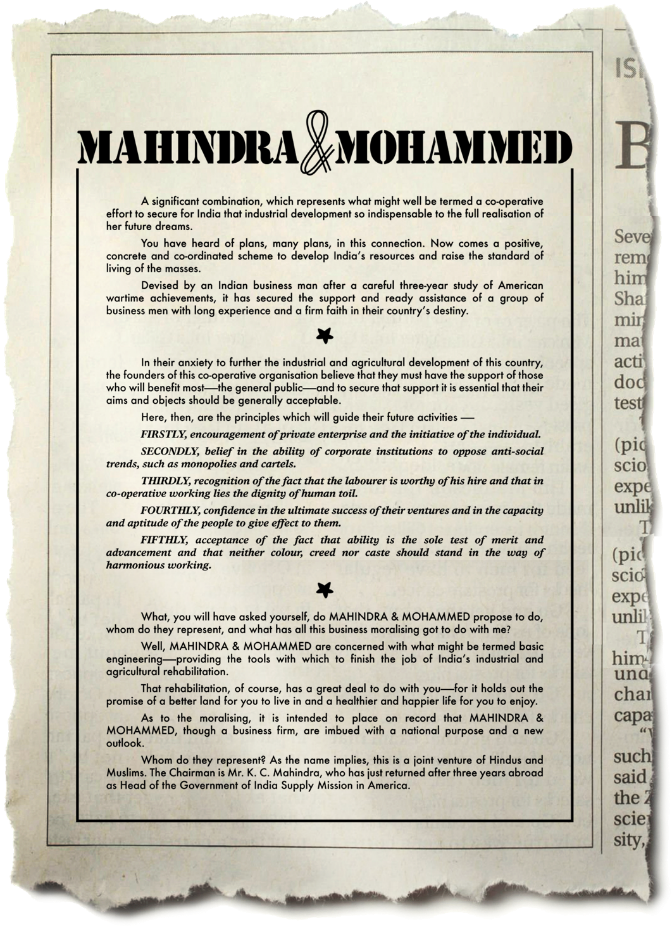 MAHINDRA & MOHAMMED
A significant combination, which represents what might well be termed a co-operative
effort to secure for India that industrial development so indispensable to the full realisation of
her future dreams.
You have heard of plans, many plans, in this connection. Now comes a positive,
concrete and co-ordinated scheme to develop India's resources and raise the standard of
living of the masses.
Devised by an Indian business man after a careful three-year study of American
wartime achievements, it has secured the support and ready assistance of a group of
business men with long experience and a firm faith in their country's destiny.
In their anxiety to further the industrial and agricultural development of this country,
the founders of this co-operative organisation believe that they must have the support of those
who will benefit most—the general public—and to secure that support it is essential that their
aims and objects should be generally acceptable.
Here, then, are the principles which will guide their future activities —
FIRSTLY, encouragement of private enterprise and the initiative of the individual.
SECONDLY, belief in the ability of corporate institutions to oppose anti-social
trends, such as monopolies and cartels.
THIRDLY, recognition of the fact that the labourer is worthy of his hire and that in
co-operative working lies the dignity of human toil.
FOURTHLY, confidence in the ultimate success of their ventures and in the capacity
and aptitude of the people to give effect to them.
FIFTHLY, acceptance of the fact that ability is the sole test of merit and
advancement and that neither colour, creed nor caste should stand in the way of
harmonious working.
What, you will have asked yourself, do MAHINDRA & MOHAMMED propose to do,
whom do they represent, and what has all this business moralising got to do with me?
Well, MAHINDRA & MOHAMMED are concerned with what might be termed basic
engineering—providing the tools with which to finish the job of India's industrial and
agricultural rehabilitation.
That rehabilitation, of course, has a great deal to do with you—for it holds out the
promise of a better land for you to live in and a healthier and happier life for you to enjoy.
As to the moralising, it is intended to place on record that MAHINDRA &
MOHAMMED, though a business firm, are imbued with a national purpose and a new
outlook.
Whom do they represent? As the name implies, this is a joint venture of Hindus and
Muslims. The Chairman is Mr. K. C. Mahindra, who has just returned after three years abroad
as Head of the Government of India Supply Mission in America.
B
Seve
rem
him
Sha
min
mat
acti
doc
test
(pic
scio
expe
unlik
T
(pic
scio
expe
unli
T
him
und
char
capa
"V
such
said
the
scie
sity,